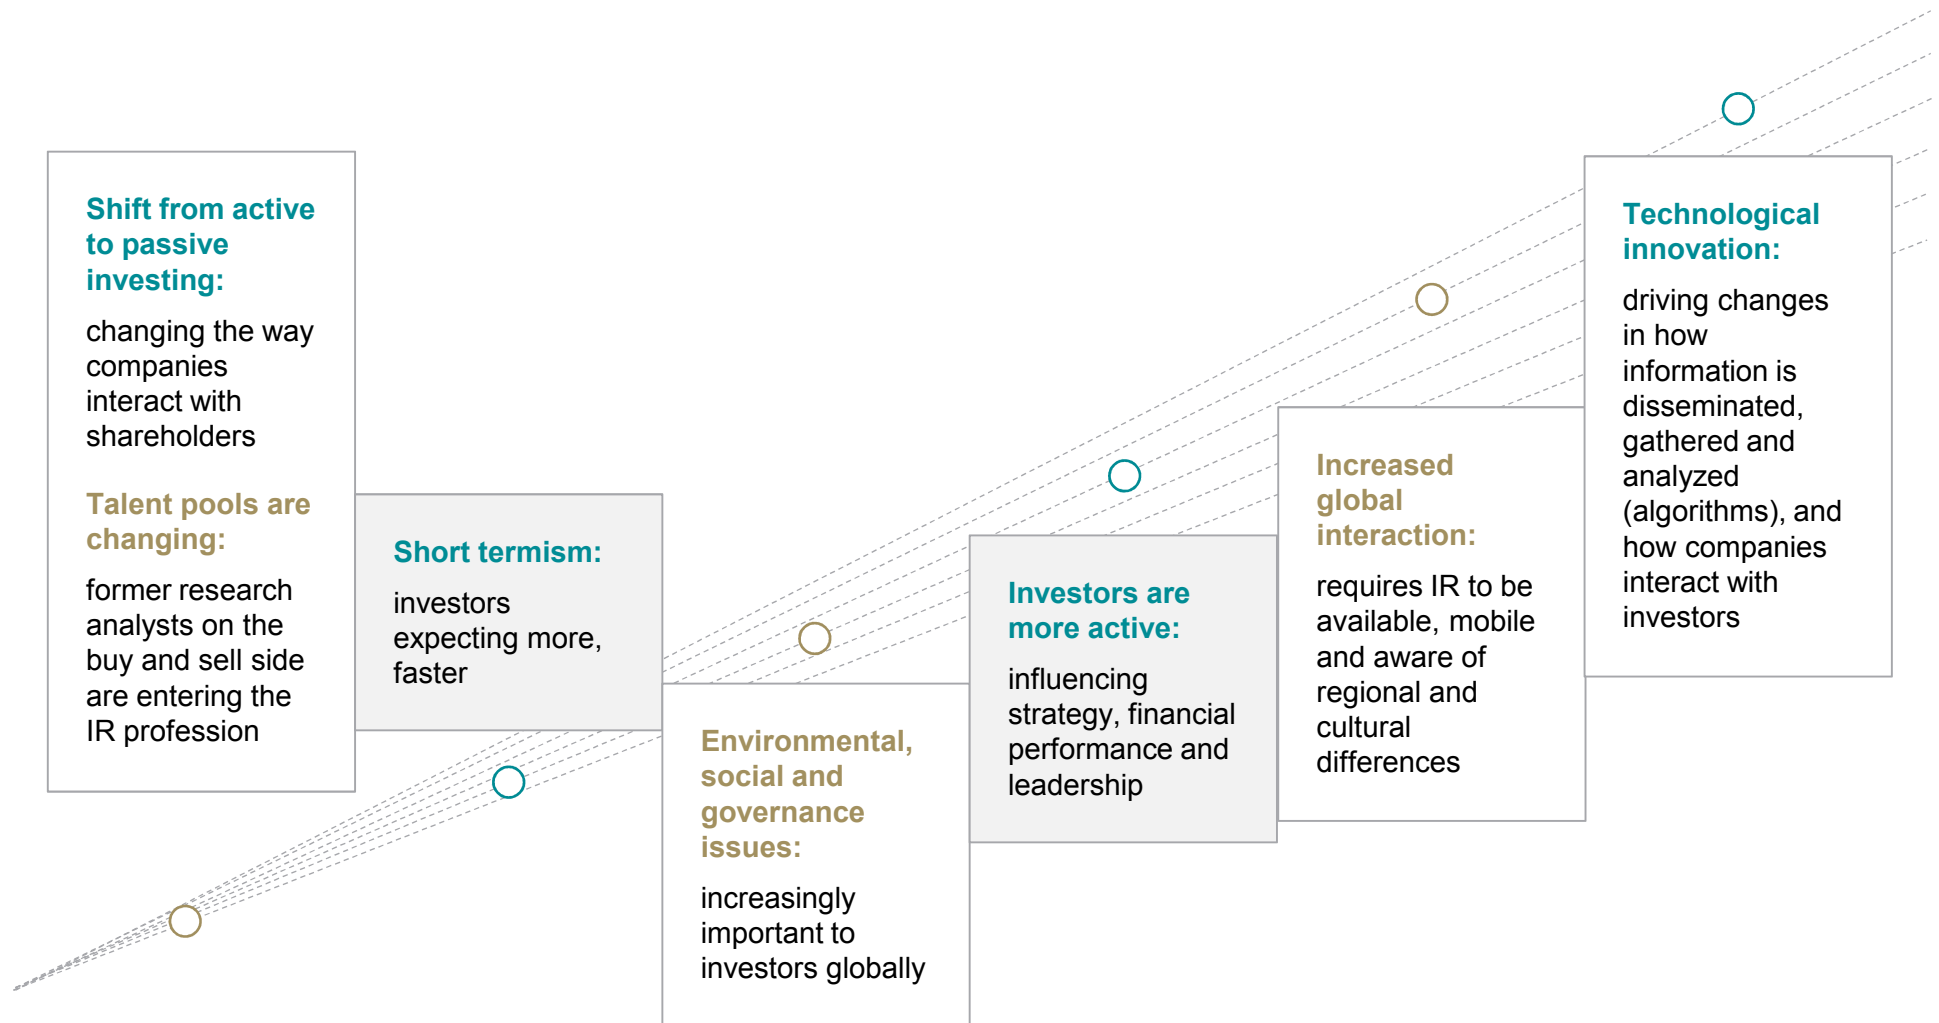 Shift from active
to passive
investing:
changing the way
companies
interact with
shareholders
Talent pools are
changing:
former research
analysts on the
buy and sell side
are entering the
IR profession
Short termism:
investors
expecting more,
faster
Environmental,
social and
governance
issues:
increasingly
important to
investors globally
Investors are
more active:
influencing
strategy, financial
performance and
leadership
Increased
global
interaction:
requires IR to be
available, mobile
and aware of
regional and
cultural
differences
Technological
innovation:
driving changes
in how
information is
disseminated,
gathered and
analyzed
(algorithms), and
how companies
interact with
investors